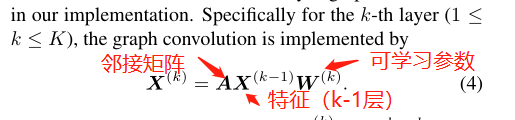 in our implementation. Specifically for the k-th layer (1 ≤
k ≤ K), the graph convolution is implemented by
邻接矩阵
可学习参数
X^(k) = AX^(k−1)W^(k). (4)
特征（k-1层）